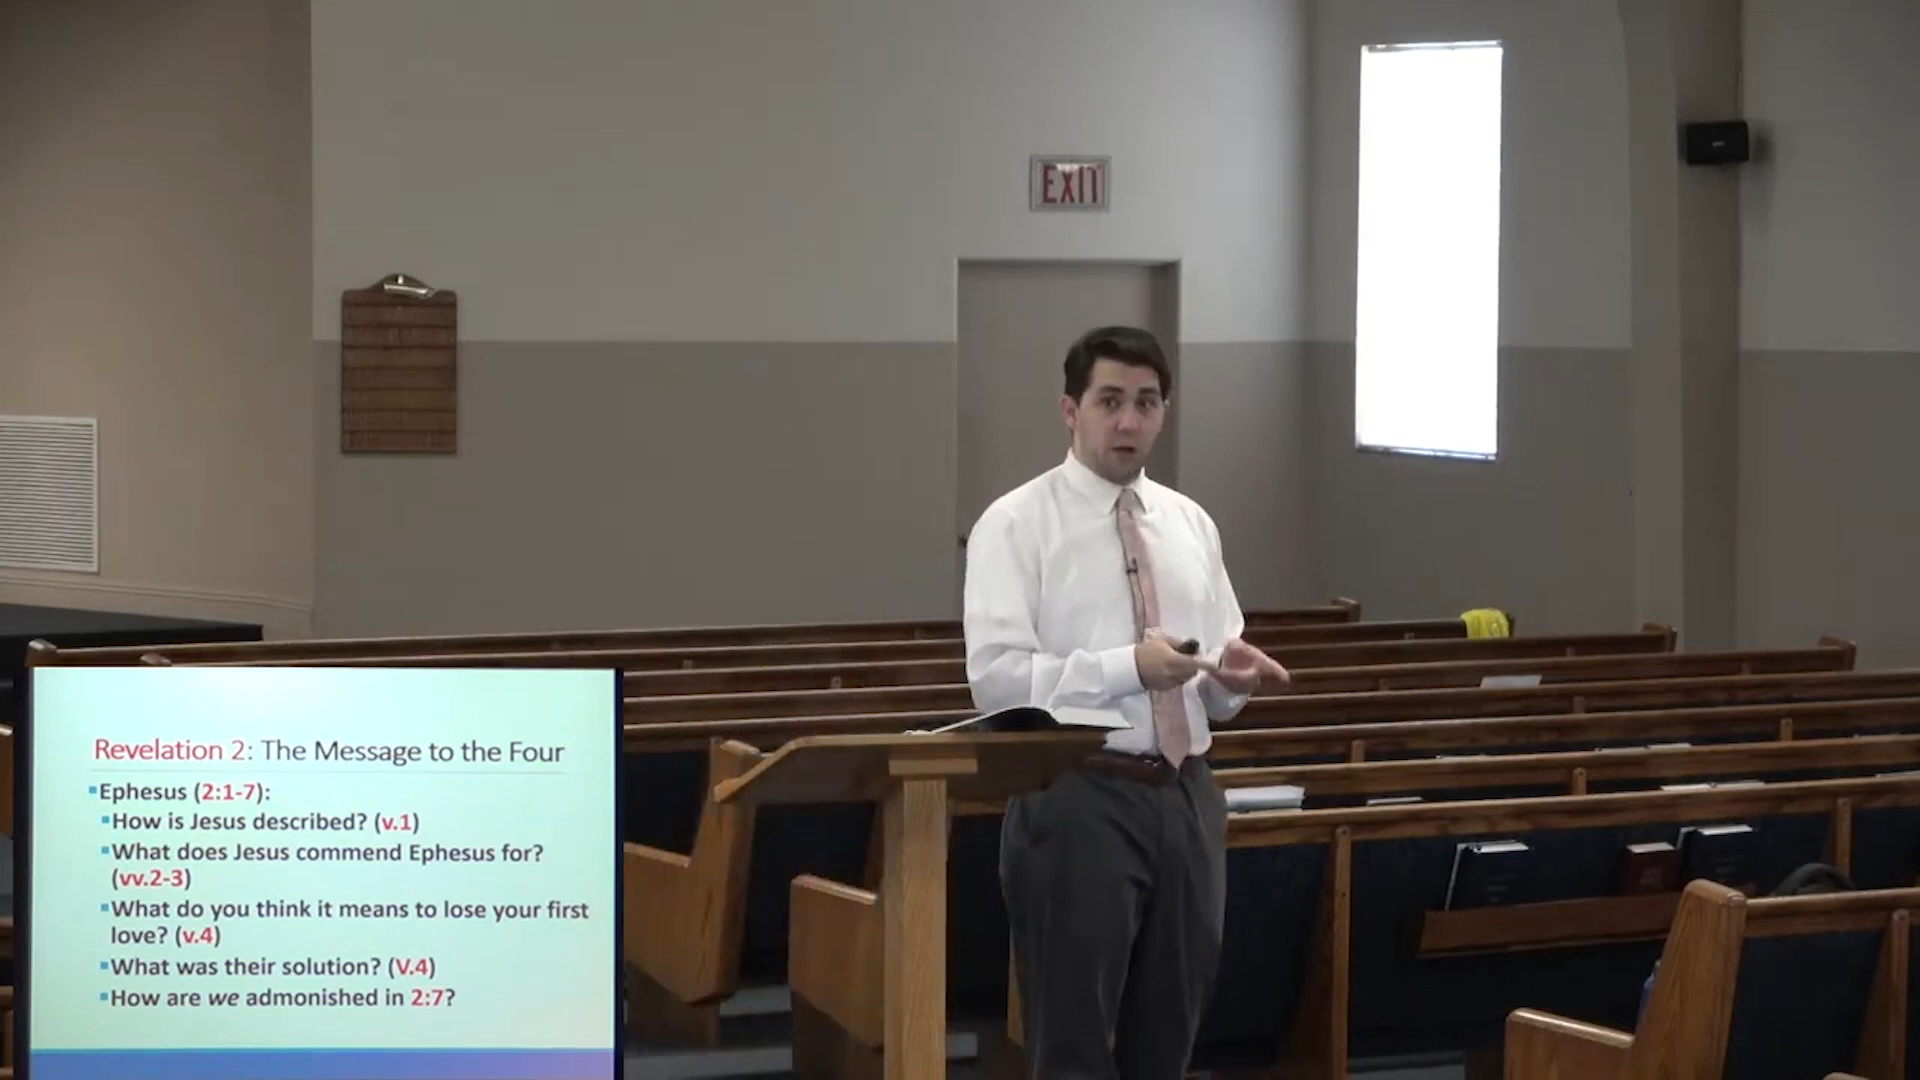 EXIT
Revelation 2: The Message to the Four
Ephesus (2:1-7):
How is Jesus described? (v.1)
What does Jesus commend Ephesus for?
(vv.2-3)
What do you think it means to lose your first
love? (v.4)
What was their solution? (V.4)
How are we admonished in 2:7?